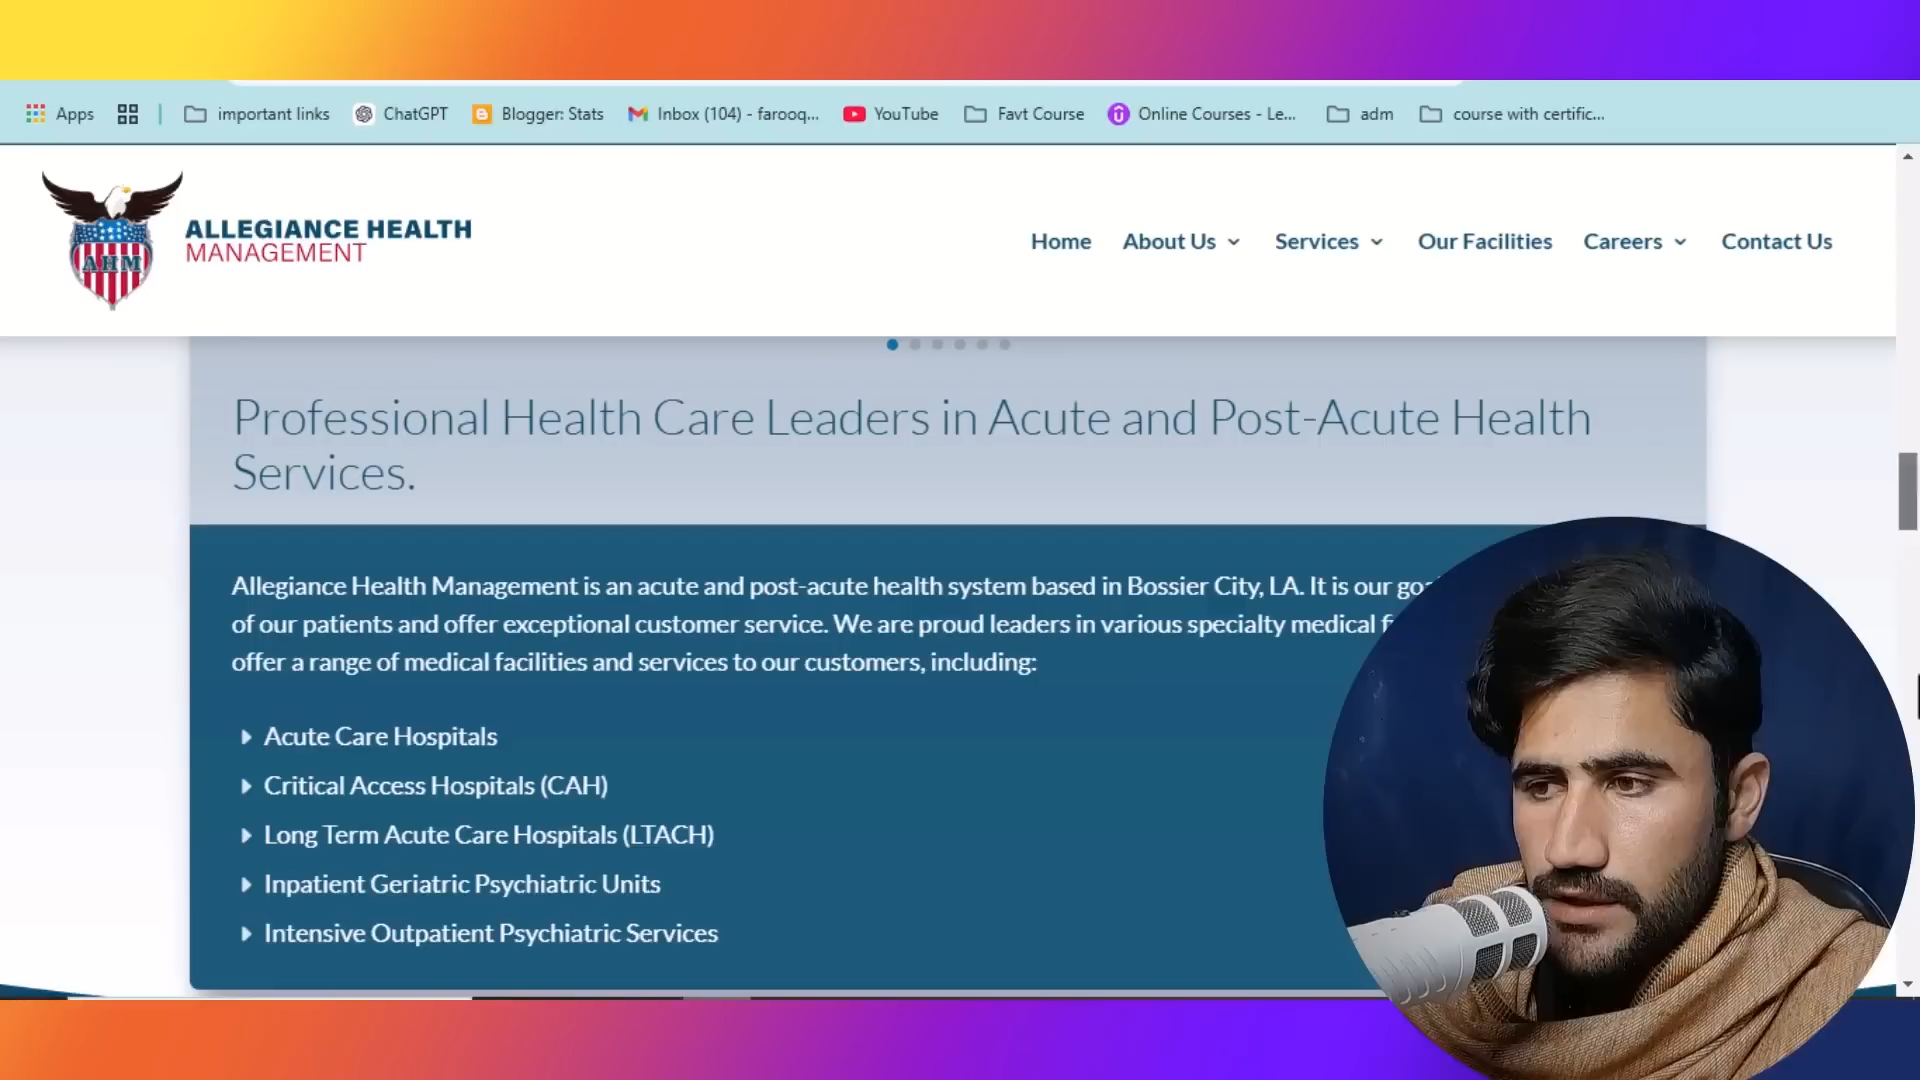 Apps important links ChatGPT Blogger: Stats Inbox (104) - farooq... YouTube Favt Course Online Courses - Le... adm course with certific...
AHM
ALLEGIANCE HEALTH
MANAGEMENT
Home About Us Services Our Facilities Careers Contact Us
Professional Health Care Leaders in Acute and Post-Acute Health
Services.
Allegiance Health Management is an acute and post-acute health system based in Bossier City, LA. It is our
of our patients and offer exceptional customer service. We are proud leaders in various specialty medical
offer a range of medical facilities and services to our customers, including:
Acute Care Hospitals
Critical Access Hospitals (CAH)
Long Term Acute Care Hospitals (LTACH)
Inpatient Geriatric Psychiatric Units
Intensive Outpatient Psychiatric Services